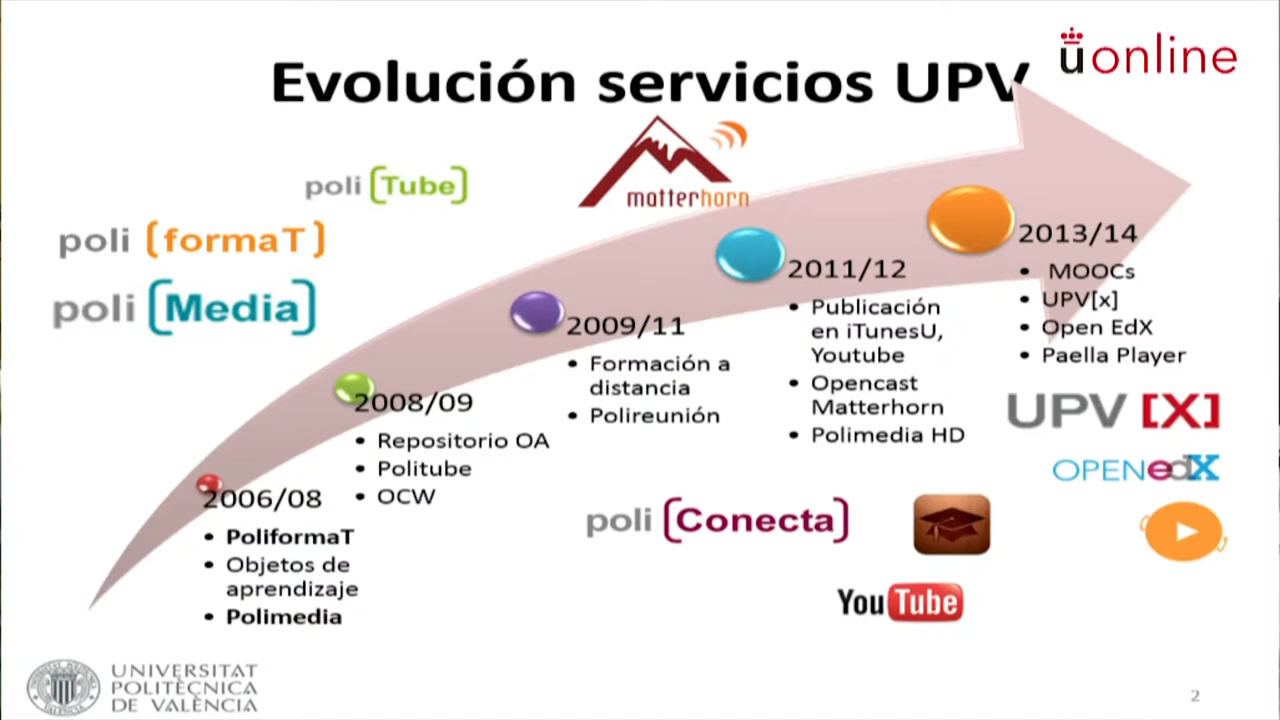 Evolución servicios UPV
uonline
poli [Tube]
matterhorn
poli [formaT]
poli [Media]
2006/08
• PoliformaT
• Objetos de
aprendizaje
• Polimedia
2008/09
• Repositorio OA
• Politube
• OCW
2009/11
• Formación a
distancia
• Polireunión
2011/12
• Publicación
en iTunesU,
Youtube
• Opencast
Matterhorn
• Polimedia HD
2013/14
• MOOCs
• UPV[x]
• Open EdX
• Paella Player
UPV [X]
OPENedX
poli [Conecta]
YouTube
UNIVERSITAT
POLITÈCNICA
DE VALÈNCIA
2